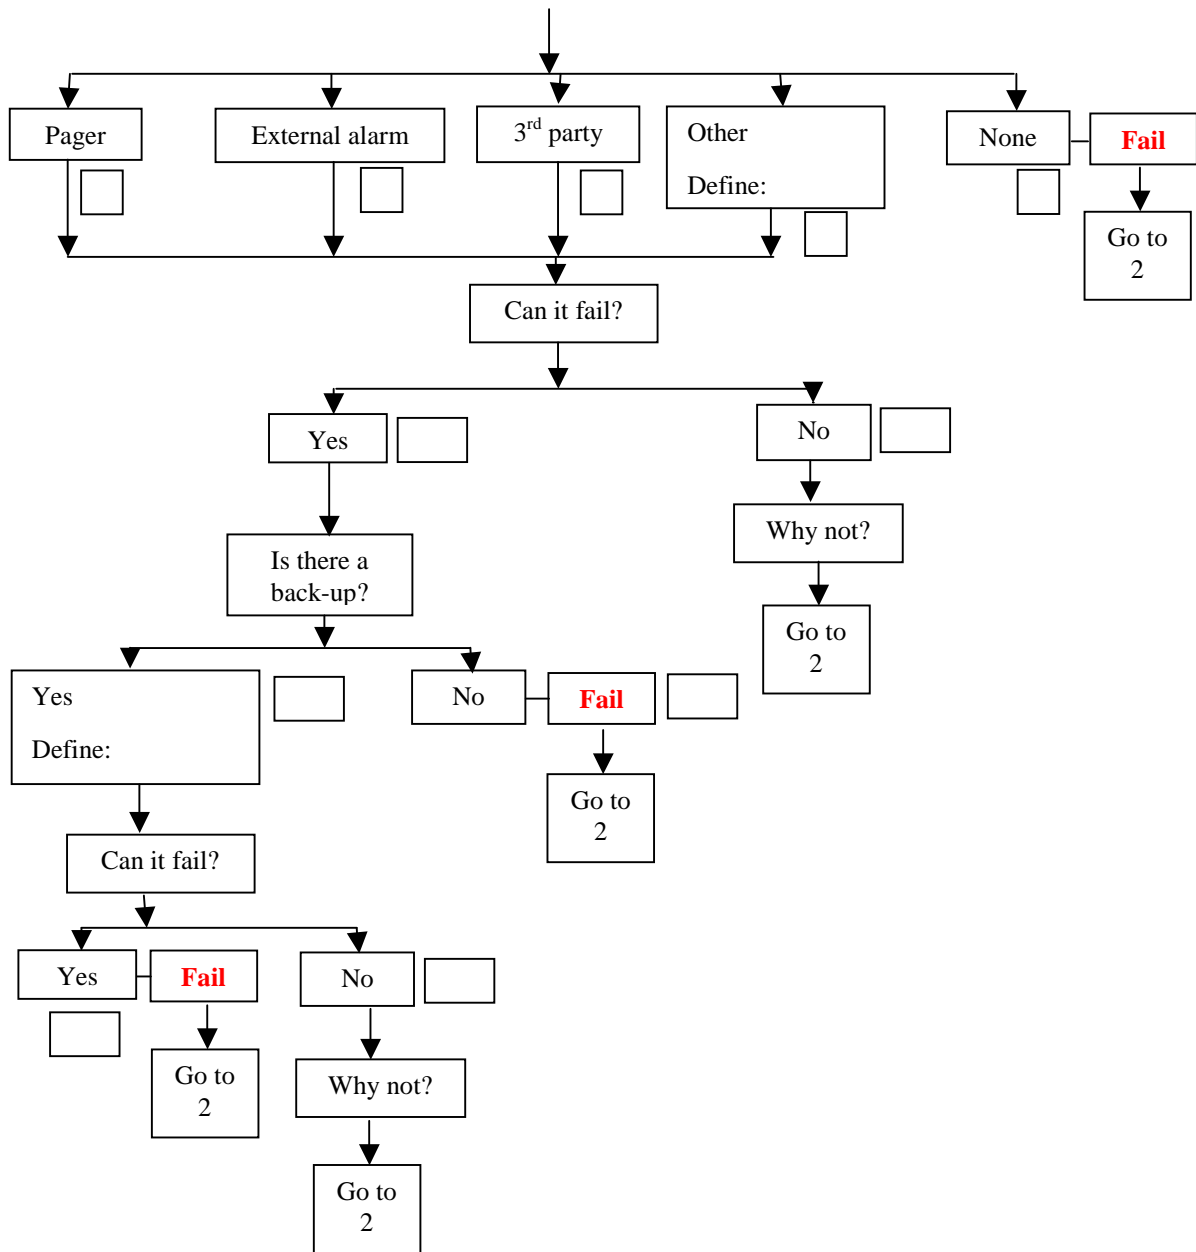 Pager
External alarm
3rd party
Other
Define:
None
Fail
Go to
2
Can it fail?
Yes
No
Why not?
Go to
2
Is there a
back-up?
Yes
Define:
No
Fail
Go to
2
Can it fail?
Yes
Fail
Go to
2
No
Why not?
Go to
2